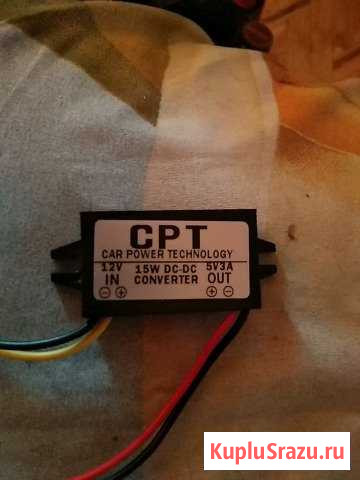 CPT
CAR POWER TECHNOLOGY
12V 15W DC-DC 5V3A
IN CONVERTER OUT
⊖ ⊕ ⊕ ⊖
KupluSrazu.ru